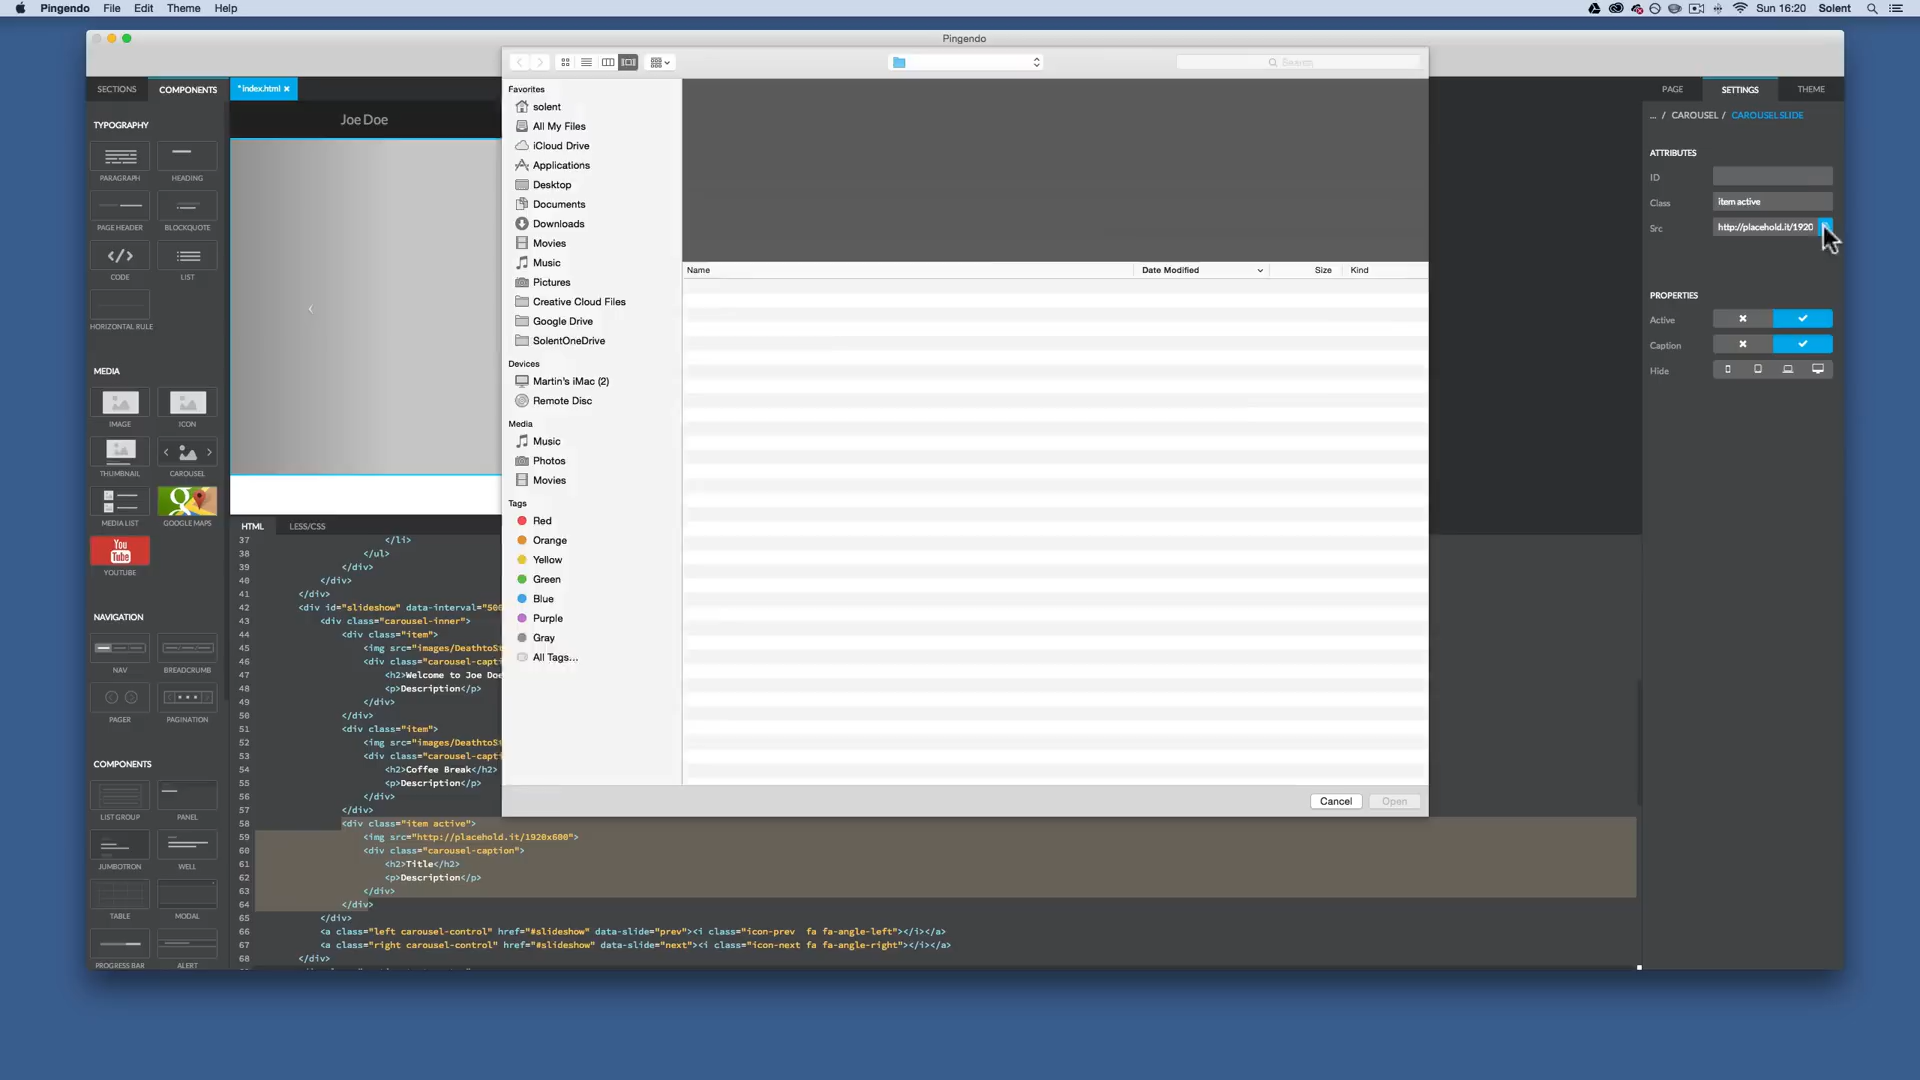 Pingendo File Edit Theme Help
Sun 16:20 Solent
Pingendo
SECTIONS COMPONENTS
*index.html
TYPOGRAPHY
PARAGRAPH HEADING
PAGE HEADER BLOCKQUOTE
CODE LIST
HORIZONTAL RULE
MEDIA
IMAGE ICON
THUMBNAIL CAROUSEL
MEDIA LIST GOOGLE MAPS
You
Tube
YOUTUBE
NAVIGATION
NAV BREADCRUMB
PAGER PAGINATION
COMPONENTS
LIST GROUP PANEL
JUMBOTRON WELL
TABLE MODAL
PROGRESS BAR ALERT
Joe Doe
Search
Favorites
solent
All My Files
iCloud Drive
Applications
Desktop
Documents
Downloads
Movies
Music
Pictures
Creative Cloud Files
Google Drive
SolentOneDrive
Devices
Martin's iMac (2)
Remote Disc
Media
Music
Photos
Movies
Tags
Red
Orange
Yellow
Green
Blue
Purple
Gray
All Tags...
Name Date Modified Size Kind
Cancel Open
HTML LESS/CSS
37 </li>
38 </ul>
39 </div>
40 </div>
41 </div>
42 <div id="slideshow" data-interval="500
43 <div class="carousel-inner">
44 <div class="item">
45 <img src="images/DeathtoSt
46 <div class="carousel-capti
47 <h2>Welcome to Joe Doe
48 <p>Description</p>
49 </div>
50 </div>
51 <div class="item">
52 <img src="images/DeathtoSt
53 <div class="carousel-capti
54 <h2>Coffee Break</h2>
55 <p>Description</p>
56 </div>
57 </div>
58 <div class="item active">
59 <img src="http://placehold.it/1920x600">
60 <div class="carousel-caption">
61 <h2>Title</h2>
62 <p>Description</p>
63 </div>
64 </div>
65 </div>
66 <a class="left carousel-control" href="#slideshow" data-slide="prev"><i class="icon-prev  fa fa-angle-left"></i></a>
67 <a class="right carousel-control" href="#slideshow" data-slide="next"><i class="icon-next fa fa-angle-right"></i></a>
68 </div>
PAGE SETTINGS THEME
... / CAROUSEL / CAROUSEL SLIDE
ATTRIBUTES
ID
Class item active
Src http://placehold.it/1920
PROPERTIES
Active
Caption
Hide